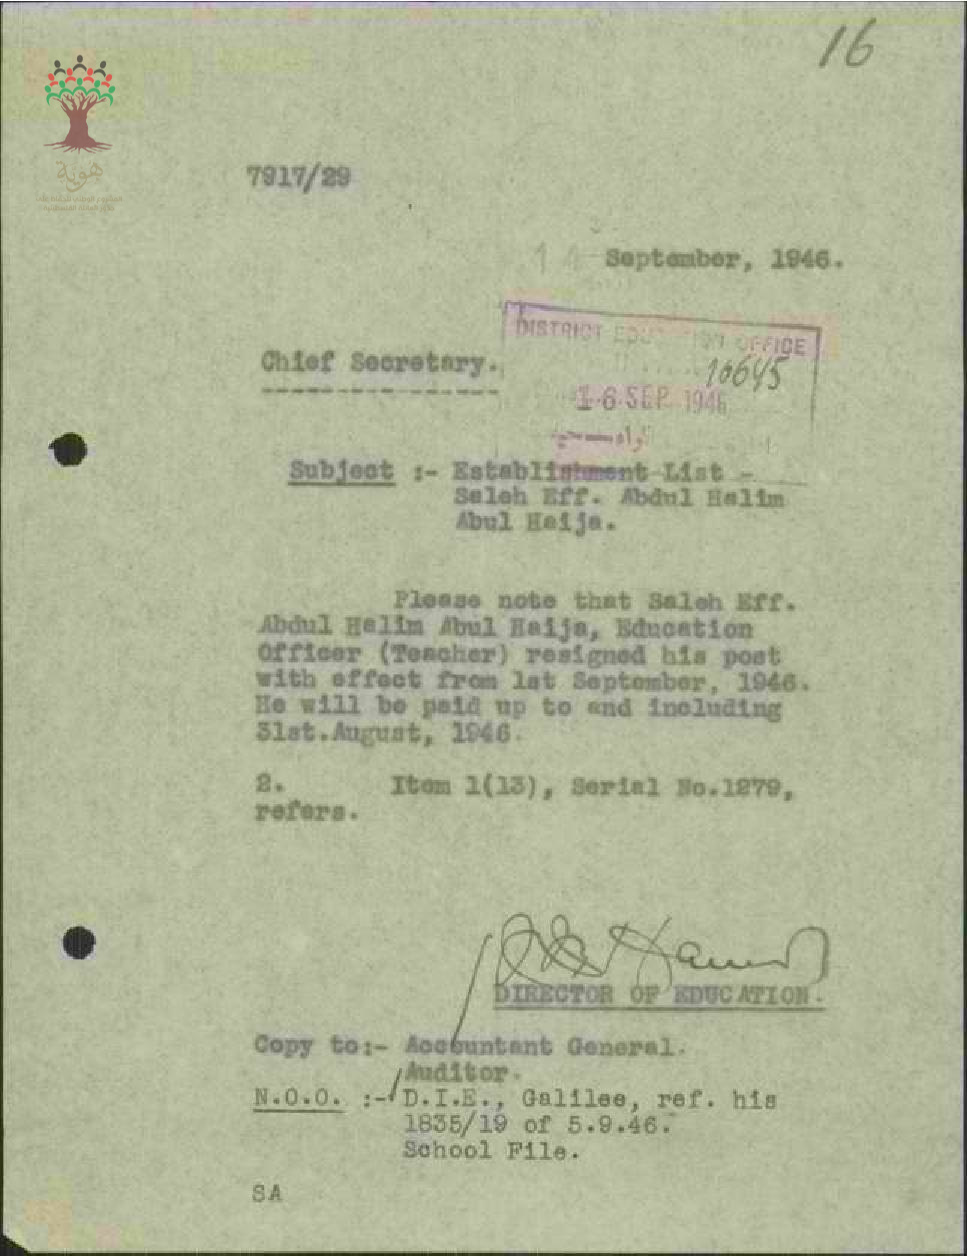 16
هوية
7917/29
14 September, 1946.
DISTRICT EDUCATION OFFICE
10645
Chief Secretary.
16 SEP 1946
Subject :- Establishment List -
Saleh Eff. Abdul Halim
Abul Haija.
Please note that Saleh Eff.
Abdul Halim Abul Haija, Education
Officer (Teacher) resigned his post
with effect from 1st September, 1946.
He will be paid up to and including
31st.August, 1946.
2. Item 1(13), Serial No.1279,
refers.
DIRECTOR OF EDUCATION.
Copy to:- Accountant General.
Auditor.
N.O.O. :- D.I.E., Galilee, ref. his
1835/19 of 5.9.46.
School File.
SA